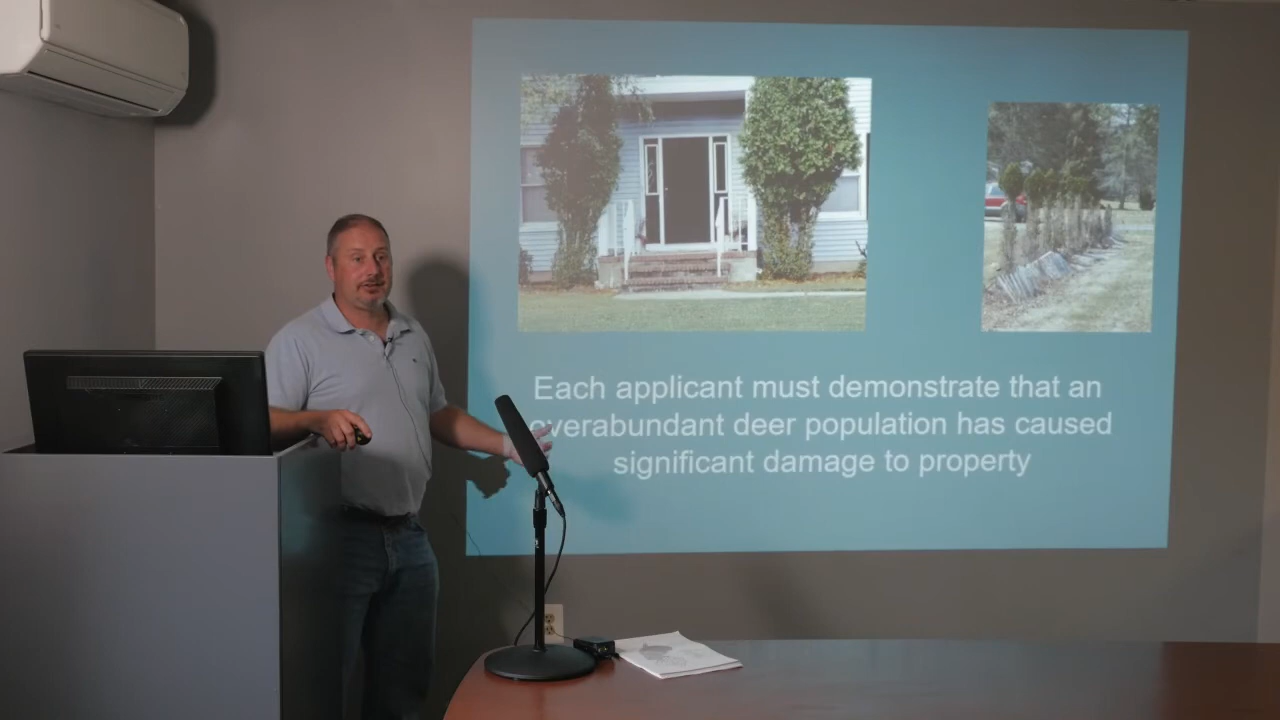 Each applicant must demonstrate that an
overabundant deer population has caused
significant damage to property